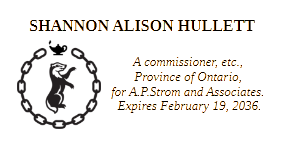 SHANNON ALISON HULLETT
A commissioner, etc.,
Province of Ontario,
for A.P.Strom and Associates.
Expires February 19, 2036.